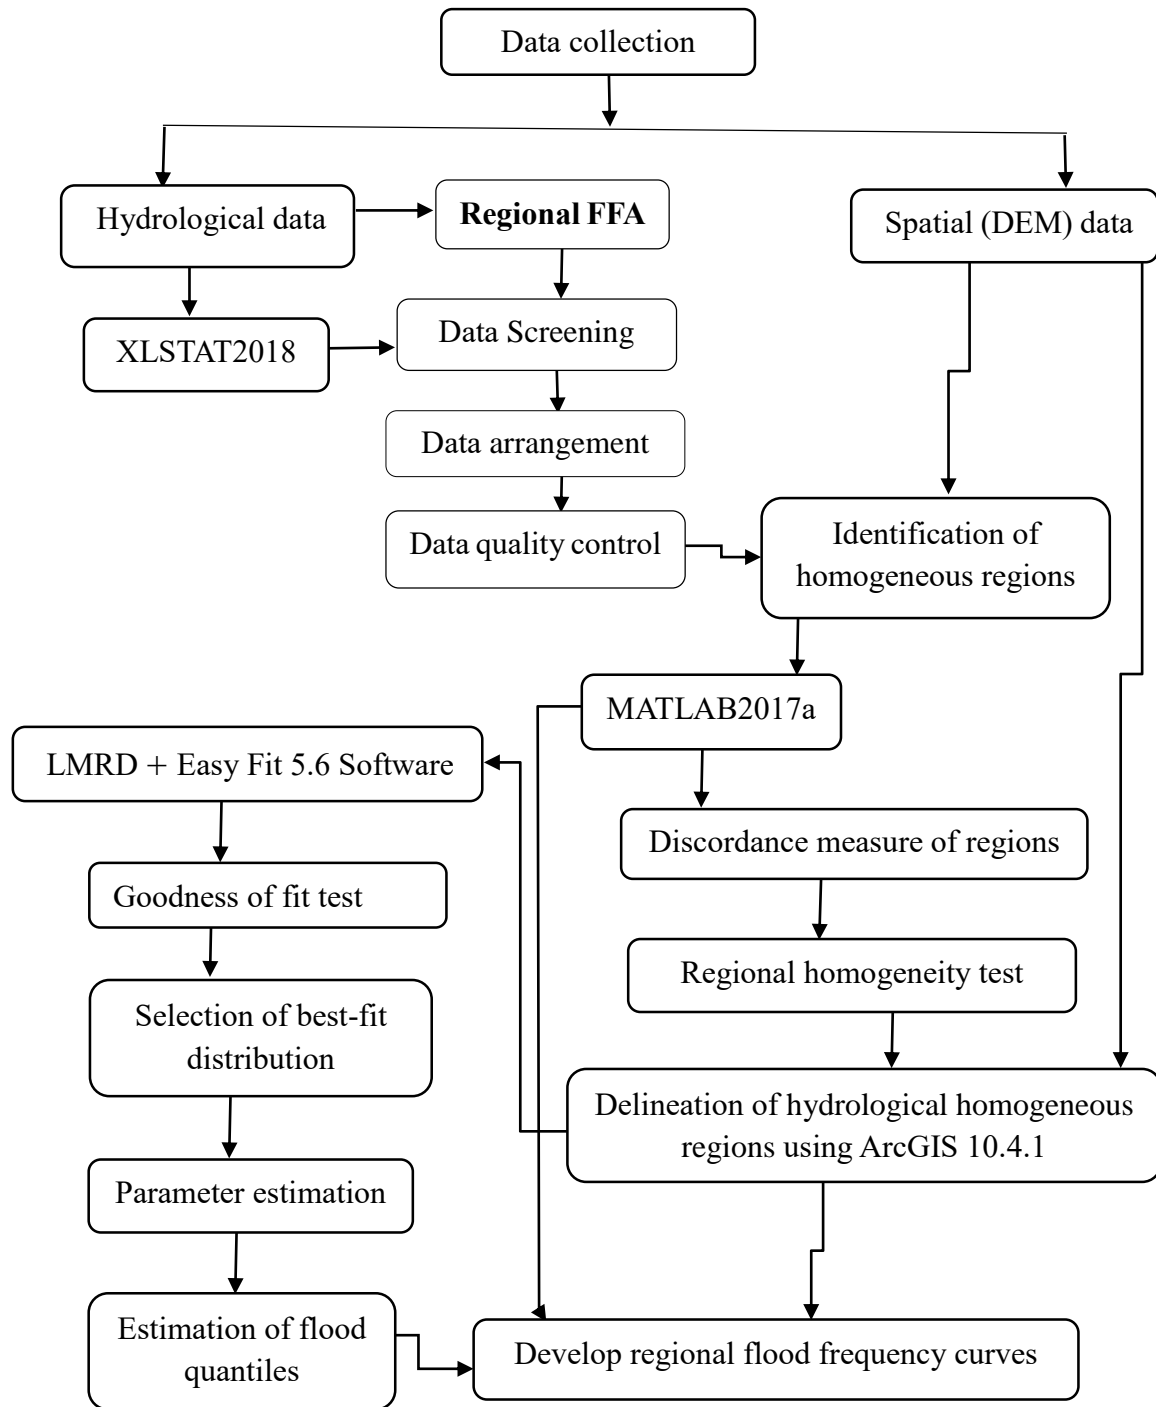 Data collection
Hydrological data
Regional FFA
Spatial (DEM) data
XLSTAT2018
Data Screening
Data arrangement
Data quality control
Identification of
homogeneous regions
MATLAB2017a
LMRD + Easy Fit 5.6 Software
Discordance measure of regions
Goodness of fit test
Regional homogeneity test
Selection of best-fit
distribution
Delineation of hydrological homogeneous
regions using ArcGIS 10.4.1
Parameter estimation
Estimation of flood
quantiles
Develop regional flood frequency curves